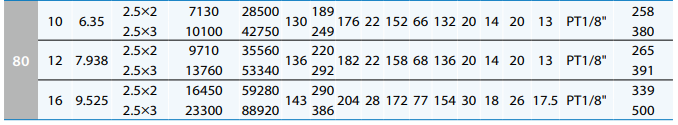 2.5×2 7130 28500 189 258
10 6.35 130 176 22 152 66 132 20 14 20 13 PT1/8"
2.5×3 10100 42750 249 380
2.5×2 9710 35560 220 265
80 12 7.938 136 182 22 158 68 136 20 14 20 13 PT1/8"
2.5×3 13760 53340 292 391
2.5×2 16450 59280 290 339
16 9.525 143 204 28 172 77 154 30 18 26 17.5 PT1/8"
2.5×3 23300 88920 386 500